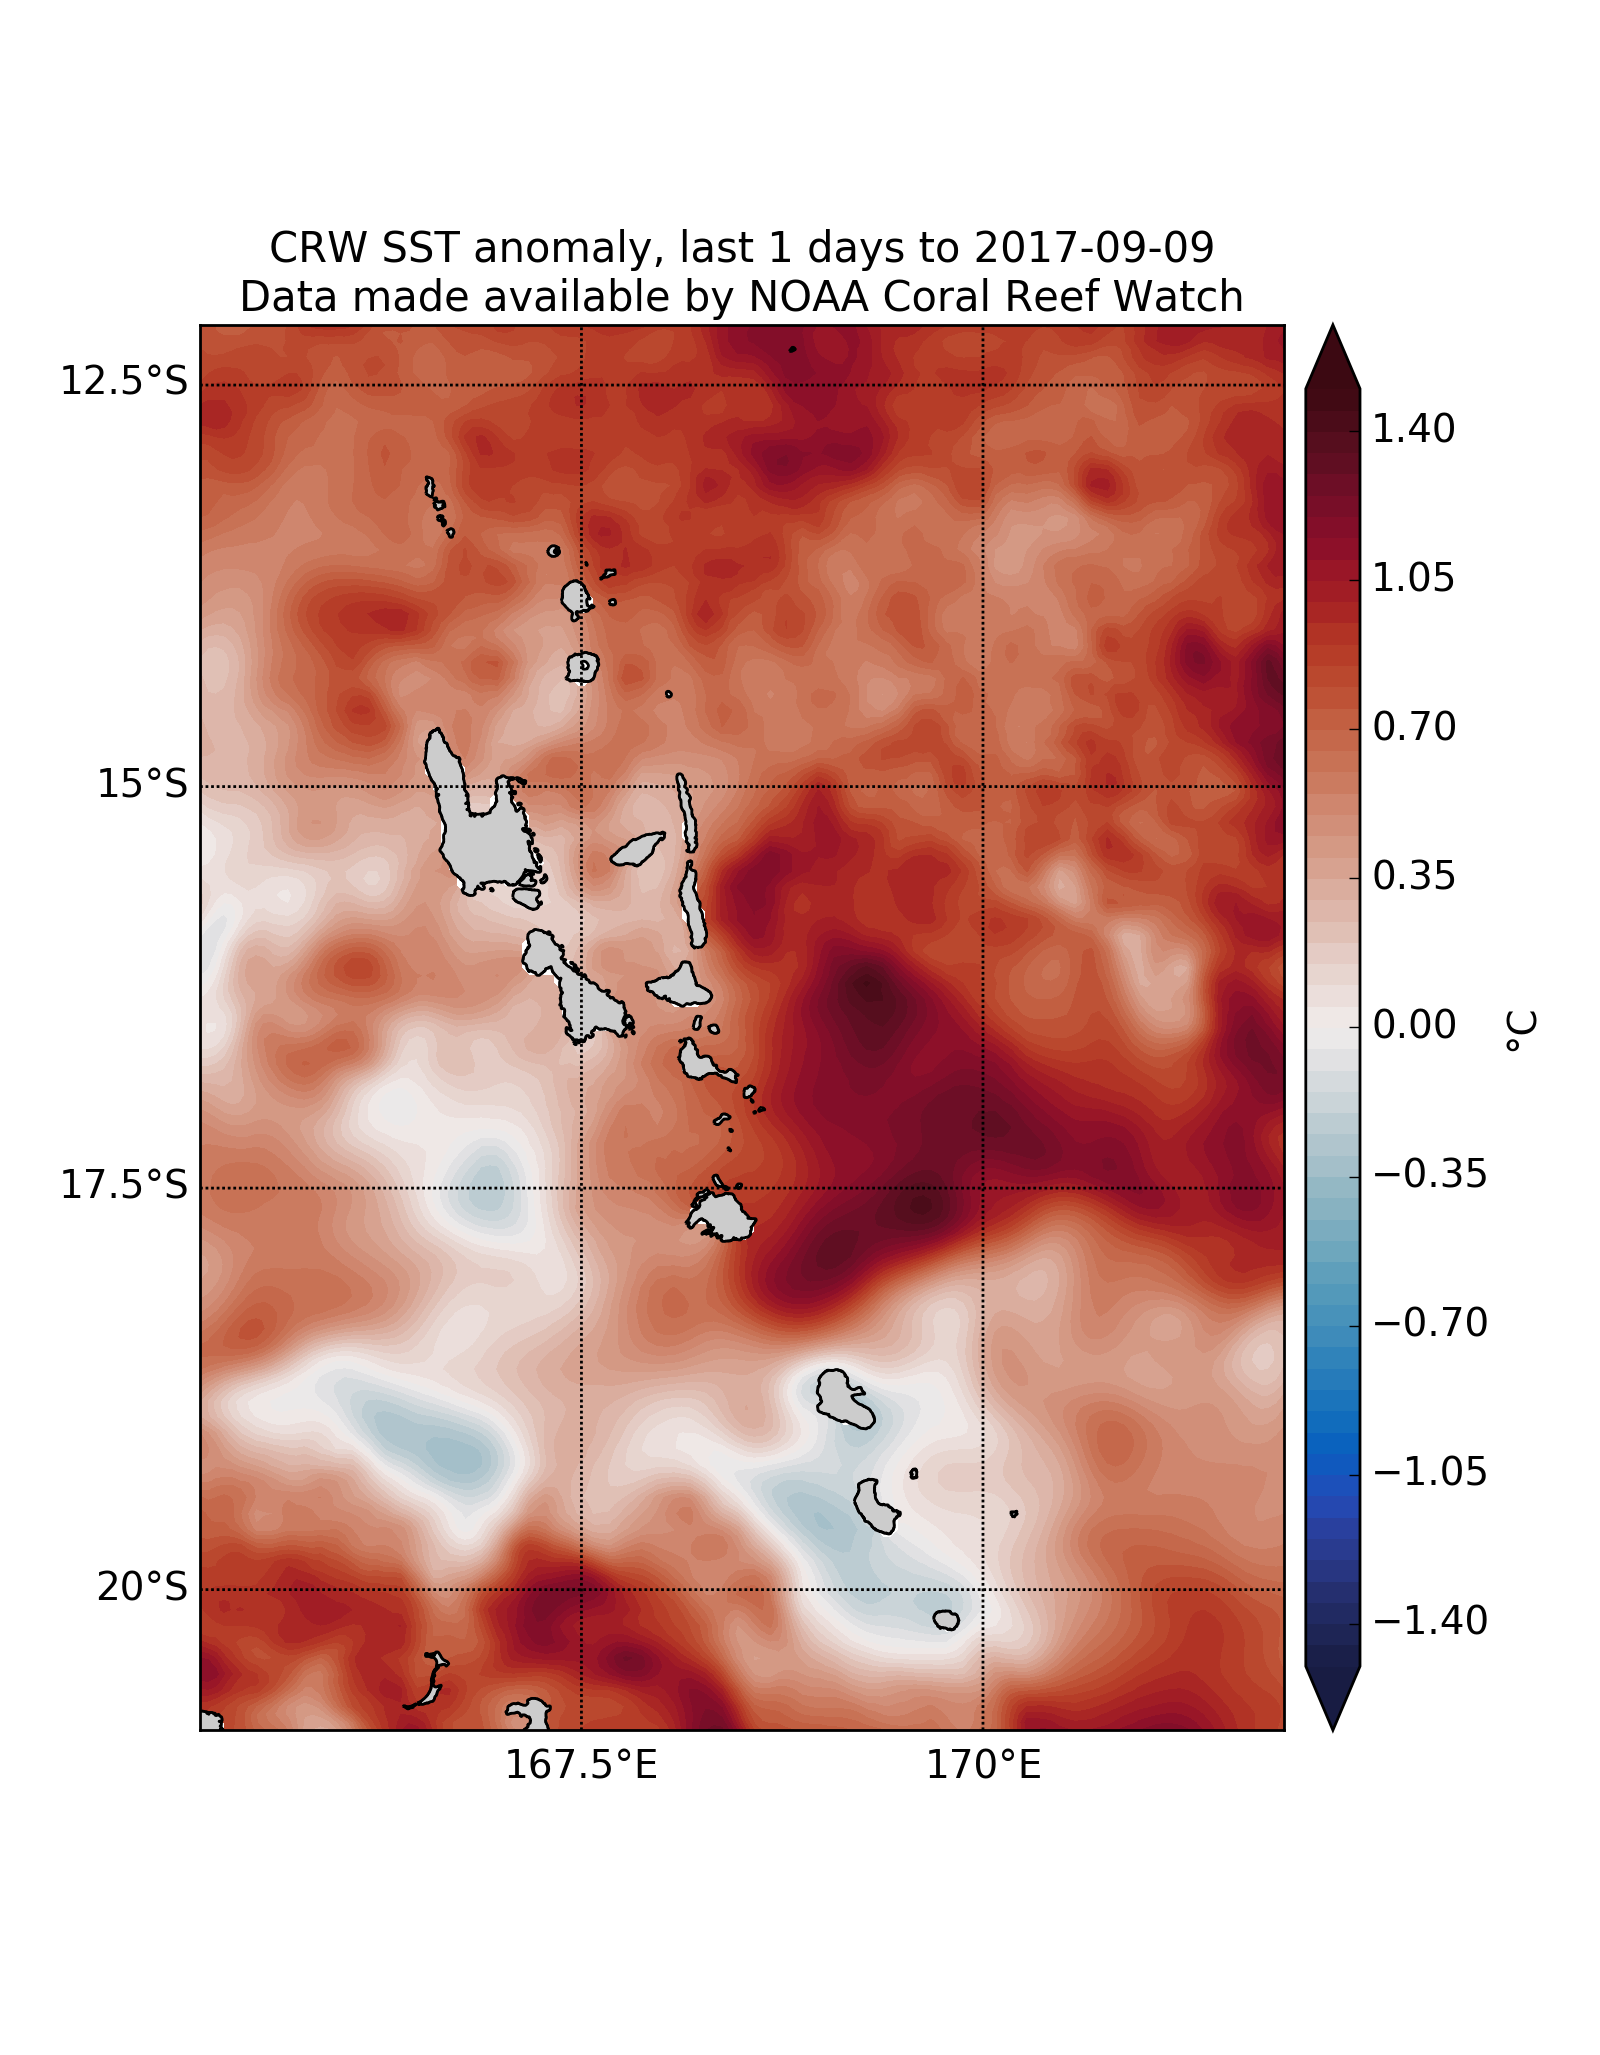 CRW SST anomaly, last 1 days to 2017-09-09
Data made available by NOAA Coral Reef Watch
12.5°S
15°S
17.5°S
20°S
167.5°E
170°E
1.40
1.05
0.70
0.35
0.00
−0.35
−0.70
−1.05
−1.40
°C